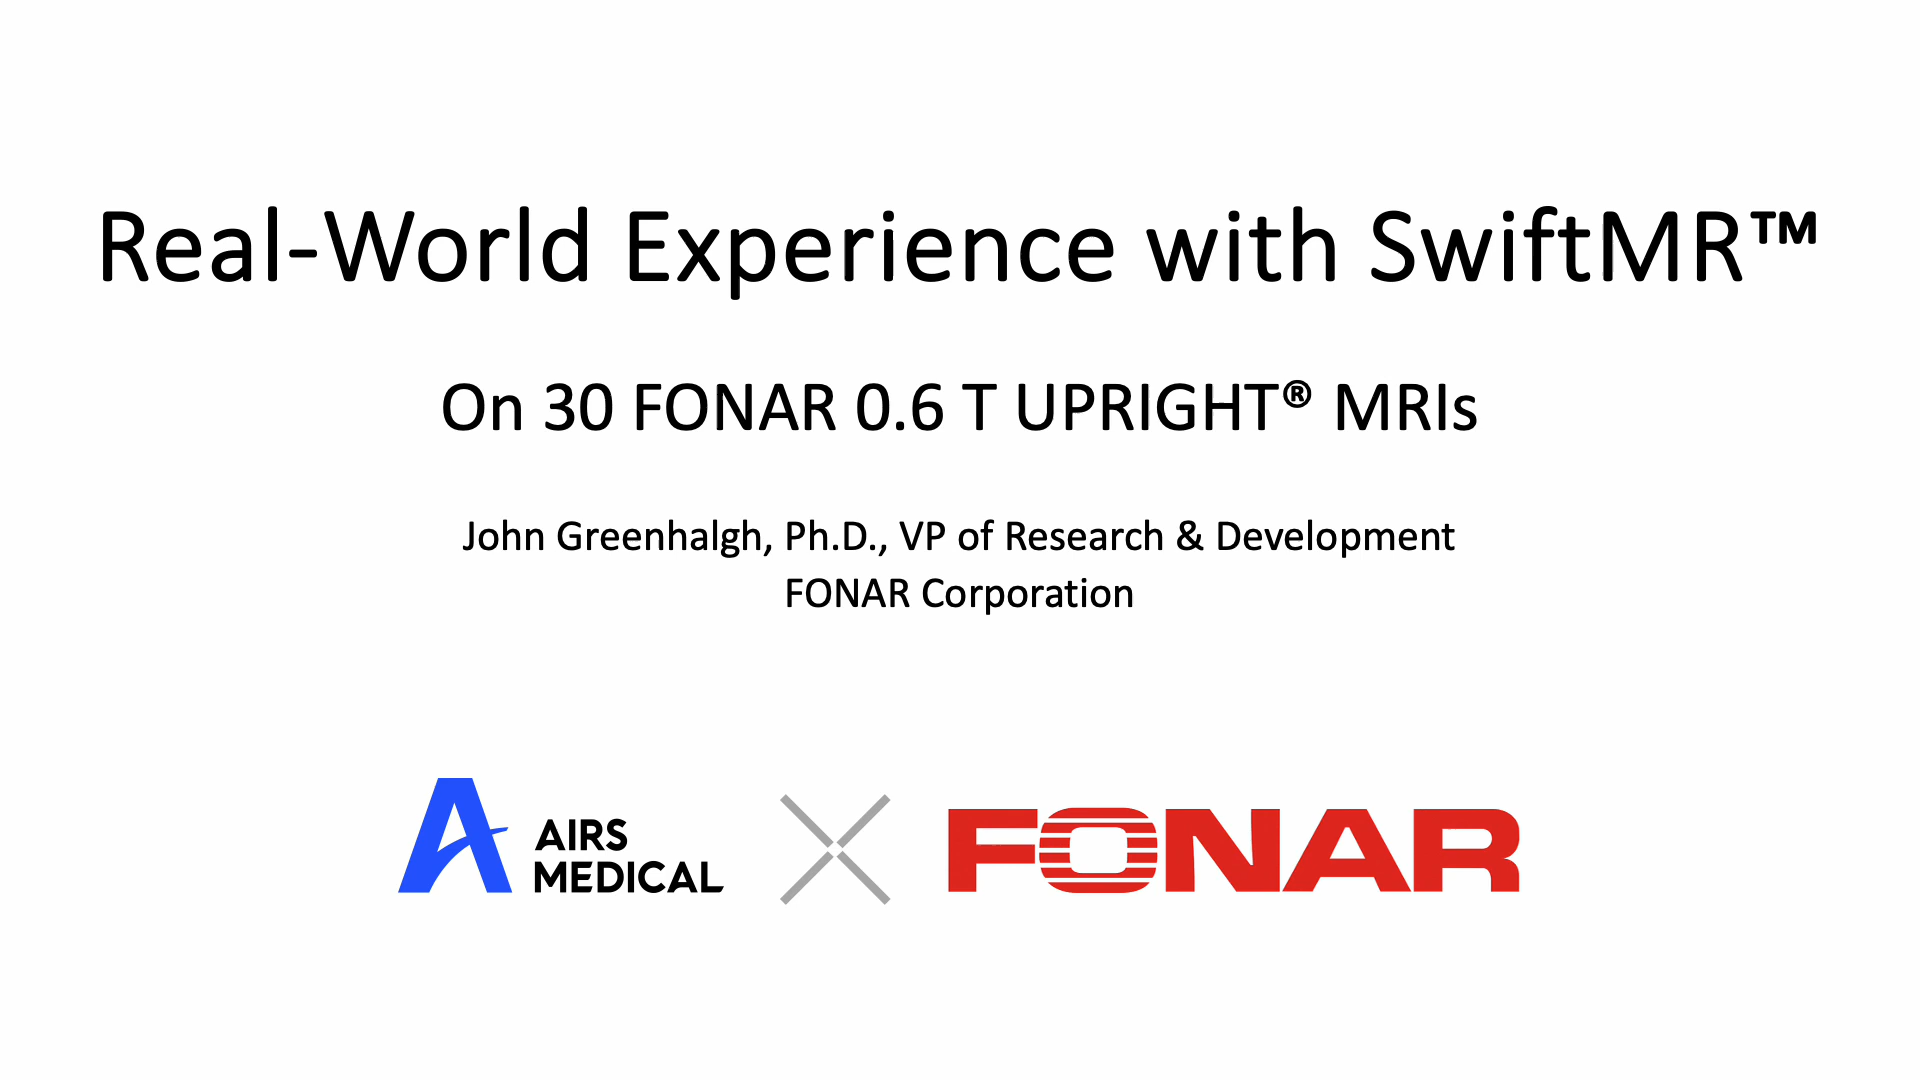 Real-World Experience with SwiftMR™
On 30 FONAR 0.6 T UPRIGHT® MRIs
John Greenhalgh, Ph.D., VP of Research & Development
FONAR Corporation
AIRS
MEDICAL
FONAR